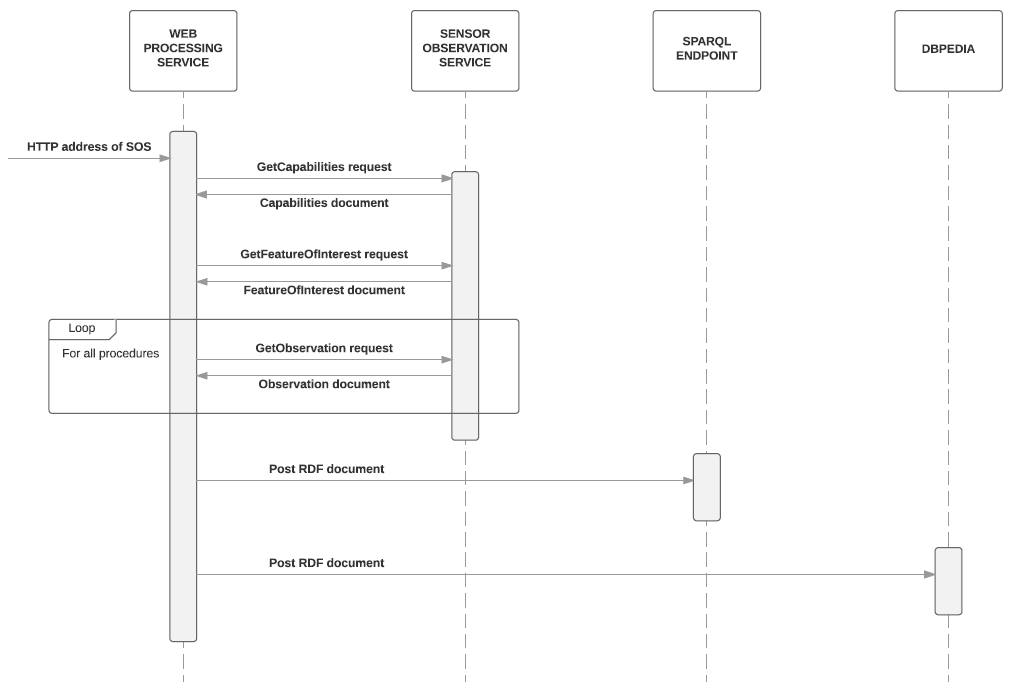 WEB
PROCESSING
SERVICE
SENSOR
OBSERVATION
SERVICE
SPARQL
ENDPOINT
DBPEDIA
HTTP address of SOS
GetCapabilities request
Capabilities document
GetFeatureOfInterest request
FeatureOfInterest document
Loop
For all procedures
GetObservation request
Observation document
Post RDF document
Post RDF document